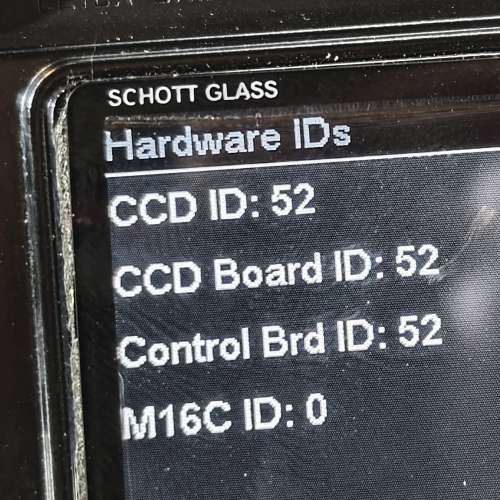 SCHOTT GLASS
Hardware IDs
CCD ID: 52
CCD Board ID: 52
Control Brd ID: 52
M16C ID: 0